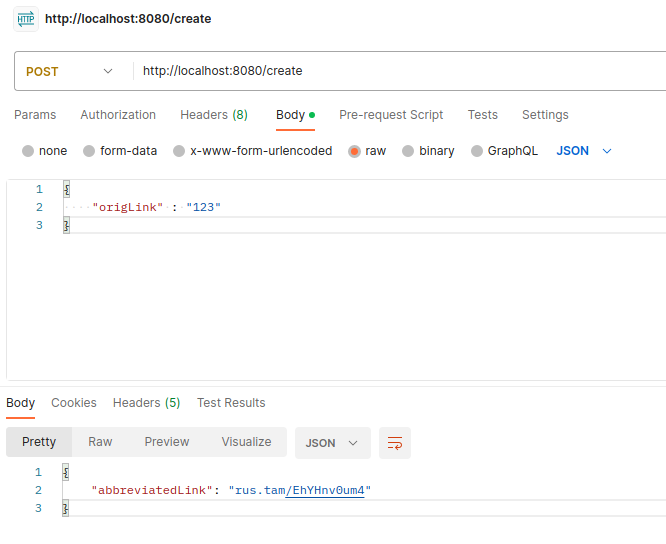 HTTP http://localhost:8080/create
POST http://localhost:8080/create
Params Authorization Headers (8) Body Pre-request Script Tests Settings
none form-data x-www-form-urlencoded raw binary GraphQL JSON
1 {
2 "origLink" : "123"
3 }
Body Cookies Headers (5) Test Results
Pretty Raw Preview Visualize JSON
1 {
2 "abbreviatedLink": "rus.tam/EhYHnv0um4"
3 }